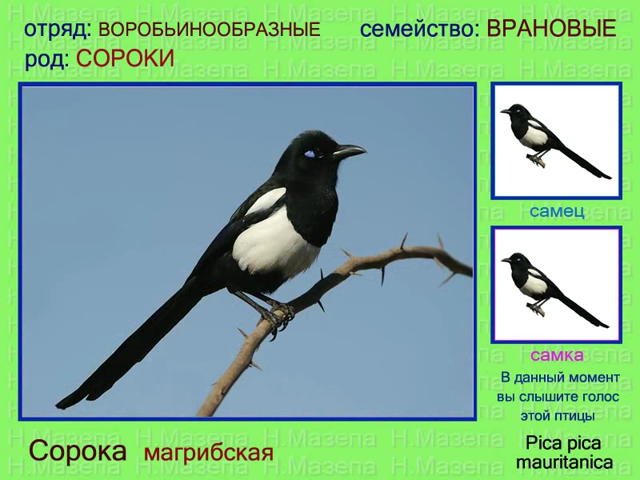 отряд: ВОРОБЬИНООБРАЗНЫЕ семейство: ВРАНОВЫЕ
род: СОРОКИ
самец
самка
В данный момент
вы слышите голос
этой птицы
Сорока магрибская
Pica pica
mauritanica
Н.Мазепа